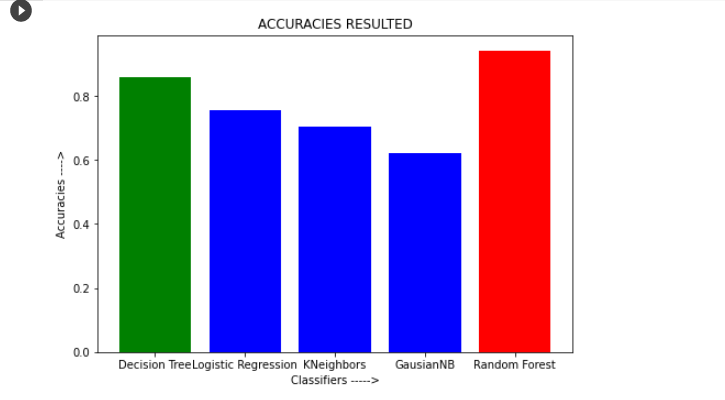 ACCURACIES RESULTED
Accuracies ---->
0.8
0.6
0.4
0.2
0.0
Decision Tree Logistic Regression KNeighbors GausianNB Random Forest
Classifiers ----->